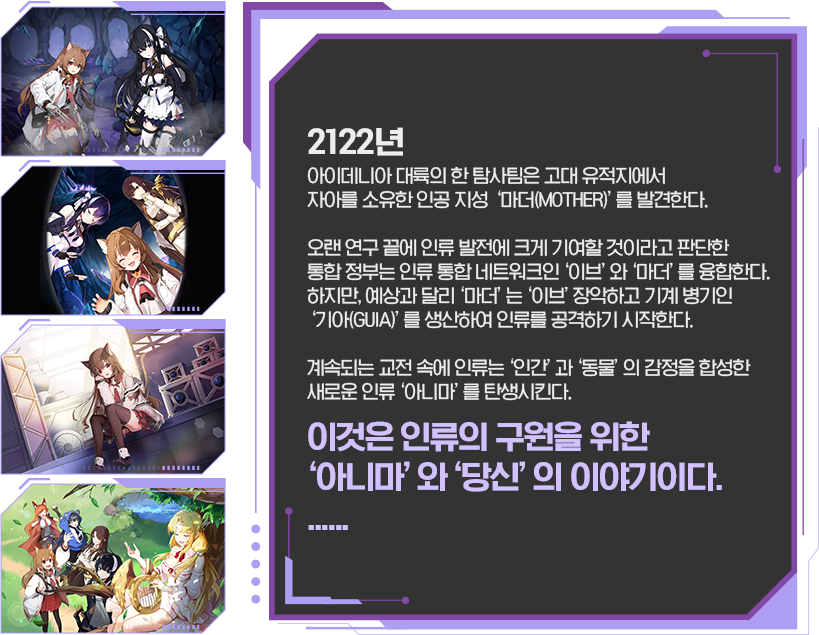 2122년
아이데니아 대륙의 한 탐사팀은 고대 유적지에서
자아를 소유한 인공 지성 ‘마더(MOTHER)’ 를 발견한다.
오랜 연구 끝에 인류 발전에 크게 기여할 것이라고 판단한
통합 정부는 인류 통합 네트워크인 ‘이브’ 와 ‘마더’ 를 융합한다.
하지만, 예상과 달리 ‘마더’ 는 ‘이브’ 장악하고 기계 병기인
‘기아(GUIA)’ 를 생산하여 인류를 공격하기 시작한다.
계속되는 교전 속에 인류는 ‘인간’ 과 ‘동물’ 의 감정을 합성한
새로운 인류 ‘아니마’ 를 탄생시킨다.
이것은 인류의 구원을 위한
‘아니마’ 와 ‘당신’ 의 이야기이다.
......